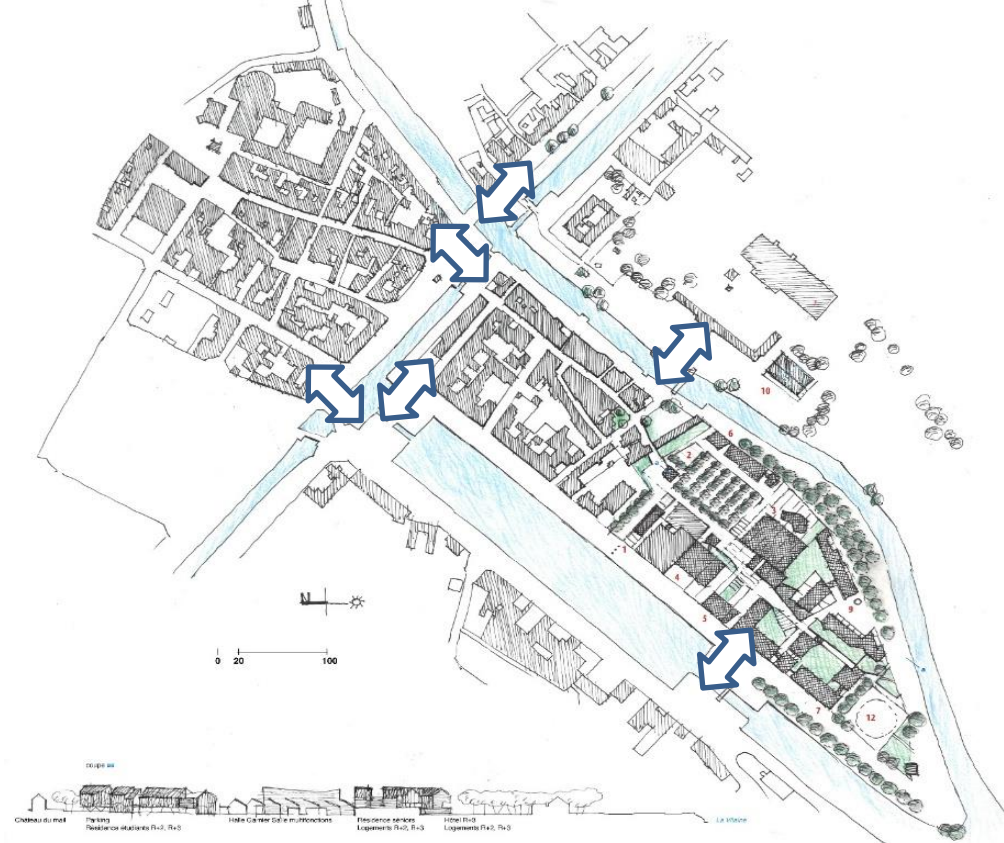 10
6
2
3
1
4
9
5
7
12
N
0 20 100
coupe aa
Château du mail
Parking
Résidence étudiants R+2, R+3
Halle Garnier Salle multifonctions
Résidence séniors
Logements R+2, R+3
Hôtel R+3
Logements R+2, R+3
La Vilaine